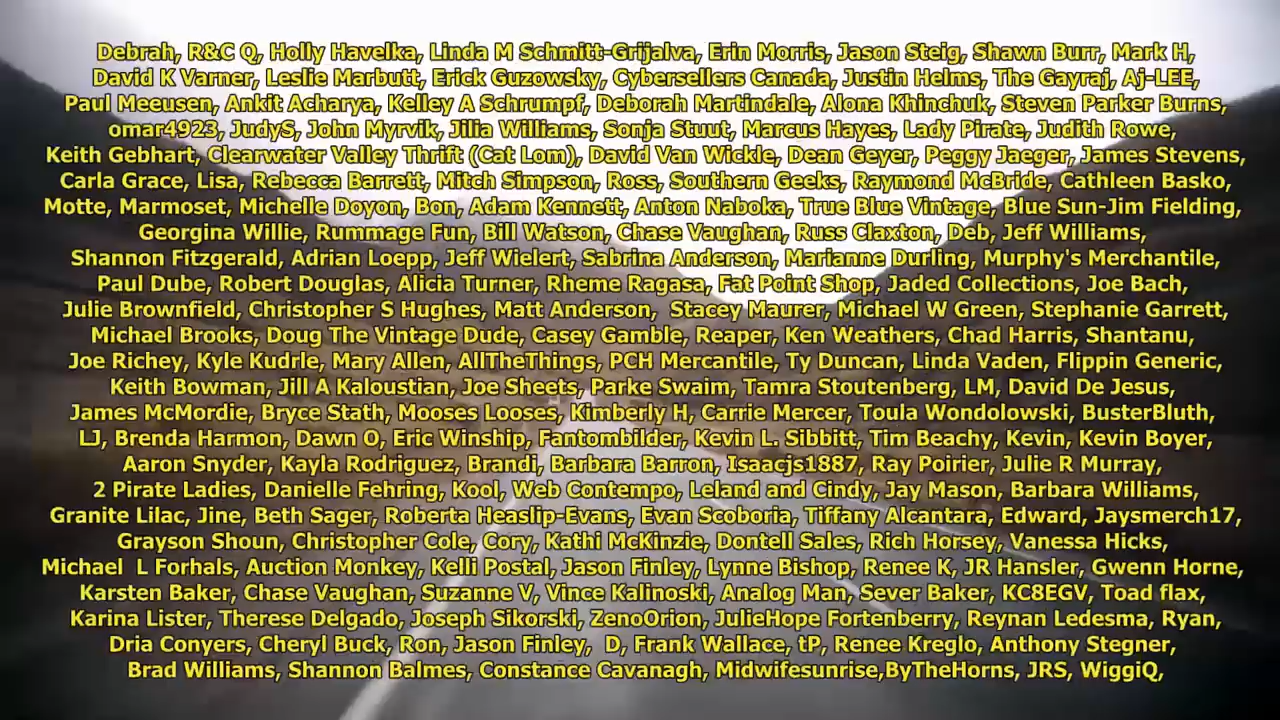 Debrah, R&C Q, Holly Havelka, Linda M Schmitt-Grijalva, Erin Morris, Jason Steig, Shawn Burr, Mark H,
David K Varner, Leslie Marbutt, Erick Guzowsky, Cybersellers Canada, Justin Helms, The Gayraj, Aj-LEE,
Paul Meeusen, Ankit Acharya, Kelley A Schrumpf, Deborah Martindale, Alona Khinchuk, Steven Parker Burns,
omar4923, JudyS, John Myrvik, Jilia Williams, Sonja Stuut, Marcus Hayes, Lady Pirate, Judith Rowe,
Keith Gebhart, Clearwater Valley Thrift (Cat Lom), David Van Wickle, Dean Geyer, Peggy Jaeger, James Stevens,
Carla Grace, Lisa, Rebecca Barrett, Mitch Simpson, Ross, Southern Geeks, Raymond McBride, Cathleen Basko,
Motte, Marmoset, Michelle Doyon, Bon, Adam Kennett, Anton Naboka, True Blue Vintage, Blue Sun-Jim Fielding,
Georgina Willie, Rummage Fun, Bill Watson, Chase Vaughan, Russ Claxton, Deb, Jeff Williams,
Shannon Fitzgerald, Adrian Loepp, Jeff Wielert, Sabrina Anderson, Marianne Durling, Murphy's Merchantile,
Paul Dube, Robert Douglas, Alicia Turner, Rheme Ragasa, Fat Point Shop, Jaded Collections, Joe Bach,
Julie Brownfield, Christopher S Hughes, Matt Anderson,  Stacey Maurer, Michael W Green, Stephanie Garrett,
Michael Brooks, Doug The Vintage Dude, Casey Gamble, Reaper, Ken Weathers, Chad Harris, Shantanu,
Joe Richey, Kyle Kudrle, Mary Allen, AllTheThings, PCH Mercantile, Ty Duncan, Linda Vaden, Flippin Generic,
Keith Bowman, Jill A Kaloustian, Joe Sheets, Parke Swaim, Tamra Stoutenberg, LM, David De Jesus,
James McMordie, Bryce Stath, Mooses Looses, Kimberly H, Carrie Mercer, Toula Wondolowski, BusterBluth,
LJ, Brenda Harmon, Dawn O, Eric Winship, Fantombilder, Kevin L. Sibbitt, Tim Beachy, Kevin, Kevin Boyer,
Aaron Snyder, Kayla Rodriguez, Brandi, Barbara Barron, Isaacjs1887, Ray Poirier, Julie R Murray,
2 Pirate Ladies, Danielle Fehring, Kool, Web Contempo, Leland and Cindy, Jay Mason, Barbara Williams,
Granite Lilac, Jine, Beth Sager, Roberta Heaslip-Evans, Evan Scoboria, Tiffany Alcantara, Edward, Jaysmerch17,
Grayson Shoun, Christopher Cole, Cory, Kathi McKinzie, Dontell Sales, Rich Horsey, Vanessa Hicks,
Michael  L Forhals, Auction Monkey, Kelli Postal, Jason Finley, Lynne Bishop, Renee K, JR Hansler, Gwenn Horne,
Karsten Baker, Chase Vaughan, Suzanne V, Vince Kalinoski, Analog Man, Sever Baker, KC8EGV, Toad flax,
Karina Lister, Therese Delgado, Joseph Sikorski, ZenoOrion, JulieHope Fortenberry, Reynan Ledesma, Ryan,
Dria Conyers, Cheryl Buck, Ron, Jason Finley,  D, Frank Wallace, tP, Renee Kreglo, Anthony Stegner,
Brad Williams, Shannon Balmes, Constance Cavanagh, Midwifesunrise,ByTheHorns, JRS, WiggiQ,